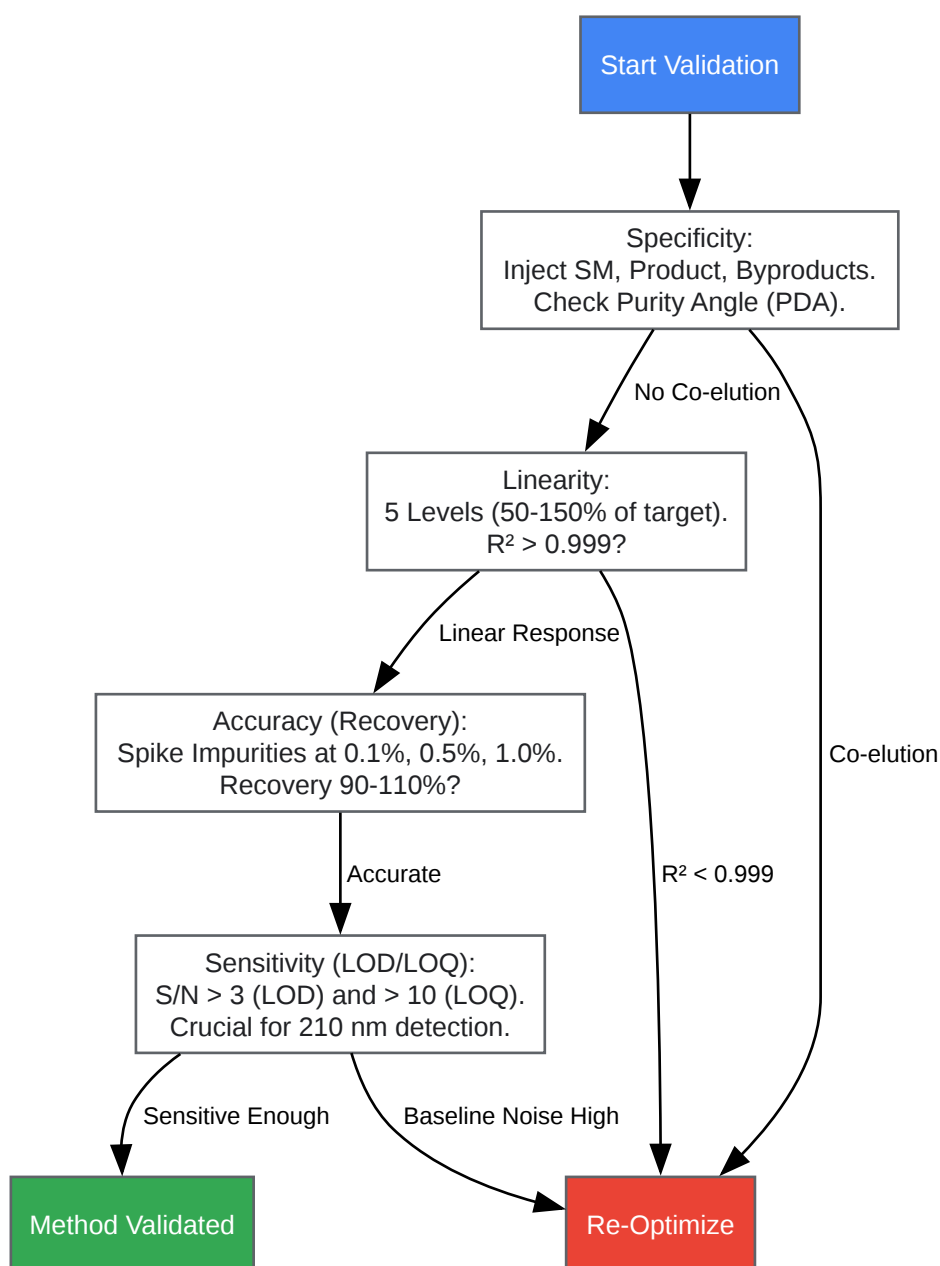 Start Validation
Specificity:
Inject SM, Product, Byproducts.
Check Purity Angle (PDA).
No Co-elution
Linearity:
5 Levels (50-150% of target).
R² > 0.999?
Linear Response
Accuracy (Recovery):
Spike Impurities at 0.1%, 0.5%, 1.0%.
Recovery 90-110%?
Co-elution
Accurate
R² < 0.999
Sensitivity (LOD/LOQ):
S/N > 3 (LOD) and > 10 (LOQ).
Crucial for 210 nm detection.
Sensitive Enough
Baseline Noise High
Method Validated
Re-Optimize